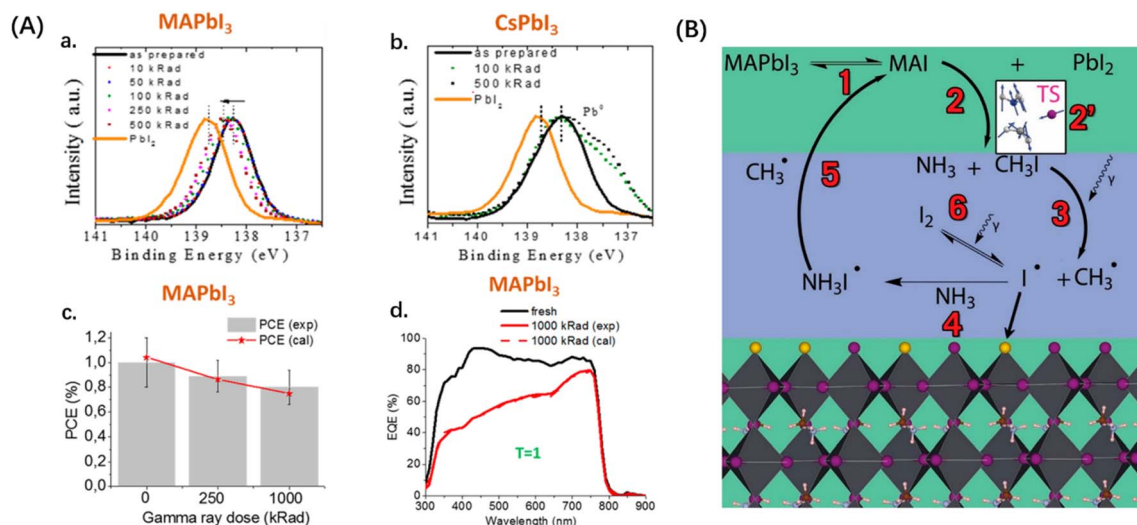 (A)
MAPbI3
a.
as prepared
10 kRad
50 kRad
100 kRad
250 kRad
500 kRad
PbI2
Intensity ( a.u.)
141 140 139 138 137
Binding Energy (eV)
CsPbI3
b.
as prepared
100 kRad
500 kRad
PbI2
Pb0
Intensity ( a.u.)
141 140 139 138 137
Binding Energy (eV)
MAPbI3
c.
PCE (exp)
PCE (cal)
PCE (%)
1,2
1,0
0,8
0,6
0,4
0,2
0,0
0 250 1000
Gamma ray dose (kRad)
MAPbI3
d.
fresh
1000 kRad (exp)
1000 kRad (cal)
EQE (%)
100
80
60
40
20
0
T=1
300 400 500 600 700 800 900
Wavelength (nm)
(B)
MAPbI3 MAI + PbI2
1 2 TS 2'
NH3 + CH3I
CH3• 5 6 3 γ
I2 γ
NH3I• I• + CH3•
NH3
4